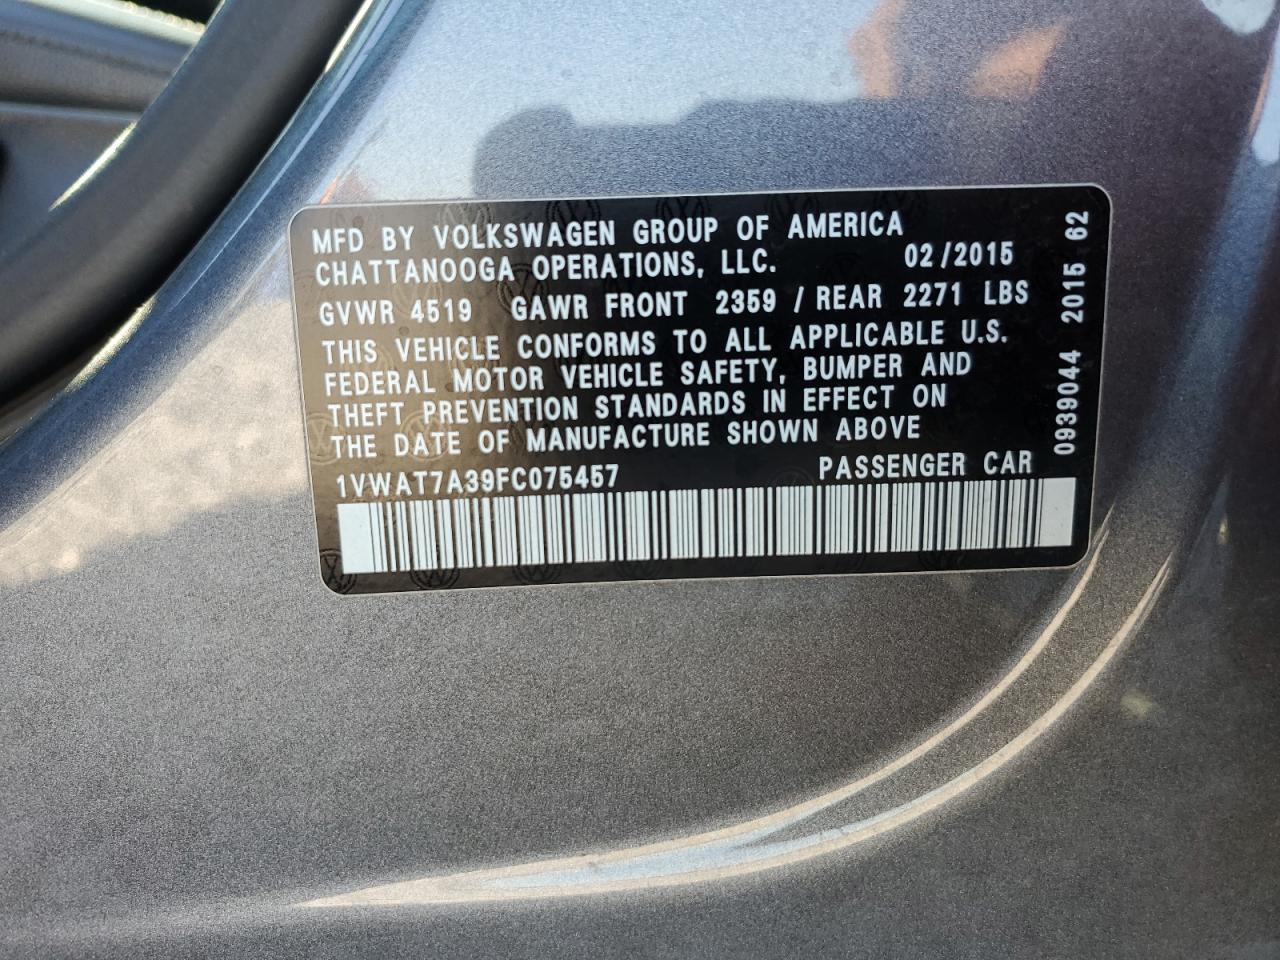 MFD BY VOLKSWAGEN GROUP OF AMERICA
CHATTANOOGA OPERATIONS, LLC. 02/2015
GVWR 4519 GAWR FRONT 2359 / REAR 2271 LBS
THIS VEHICLE CONFORMS TO ALL APPLICABLE U.S.
FEDERAL MOTOR VEHICLE SAFETY, BUMPER AND
THEFT PREVENTION STANDARDS IN EFFECT ON
THE DATE OF MANUFACTURE SHOWN ABOVE
1VWAT7A39FC075457 PASSENGER CAR
0939044 2015 62